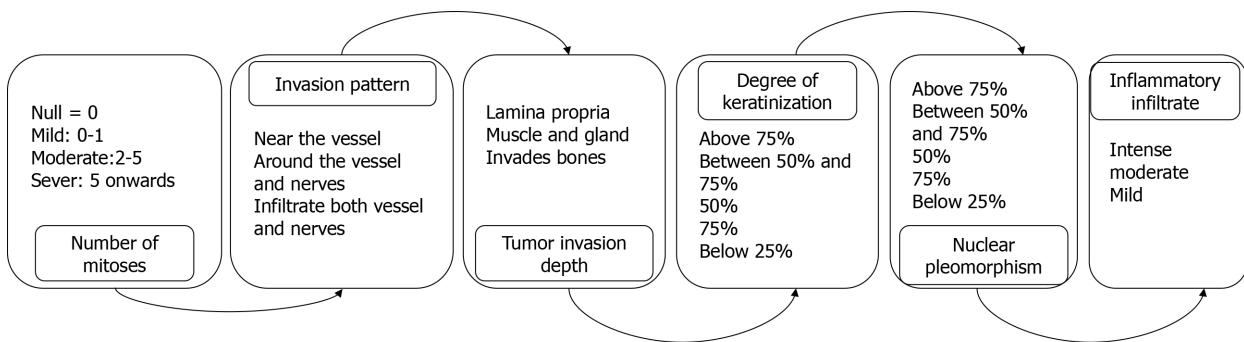 Null = 0
Mild: 0-1
Moderate:2-5
Sever: 5 onwards
Number of
mitoses
Invasion pattern
Near the vessel
Around the vessel
and nerves
Infiltrate both vessel
and nerves
Lamina propria
Muscle and gland
Invades bones
Tumor invasion
depth
Degree of
keratinization
Above 75%
Between 50% and
75%
50%
75%
Below 25%
Above 75%
Between 50%
and 75%
50%
75%
Below 25%
Nuclear
pleomorphism
Inflammatory
infiltrate
Intense
moderate
Mild